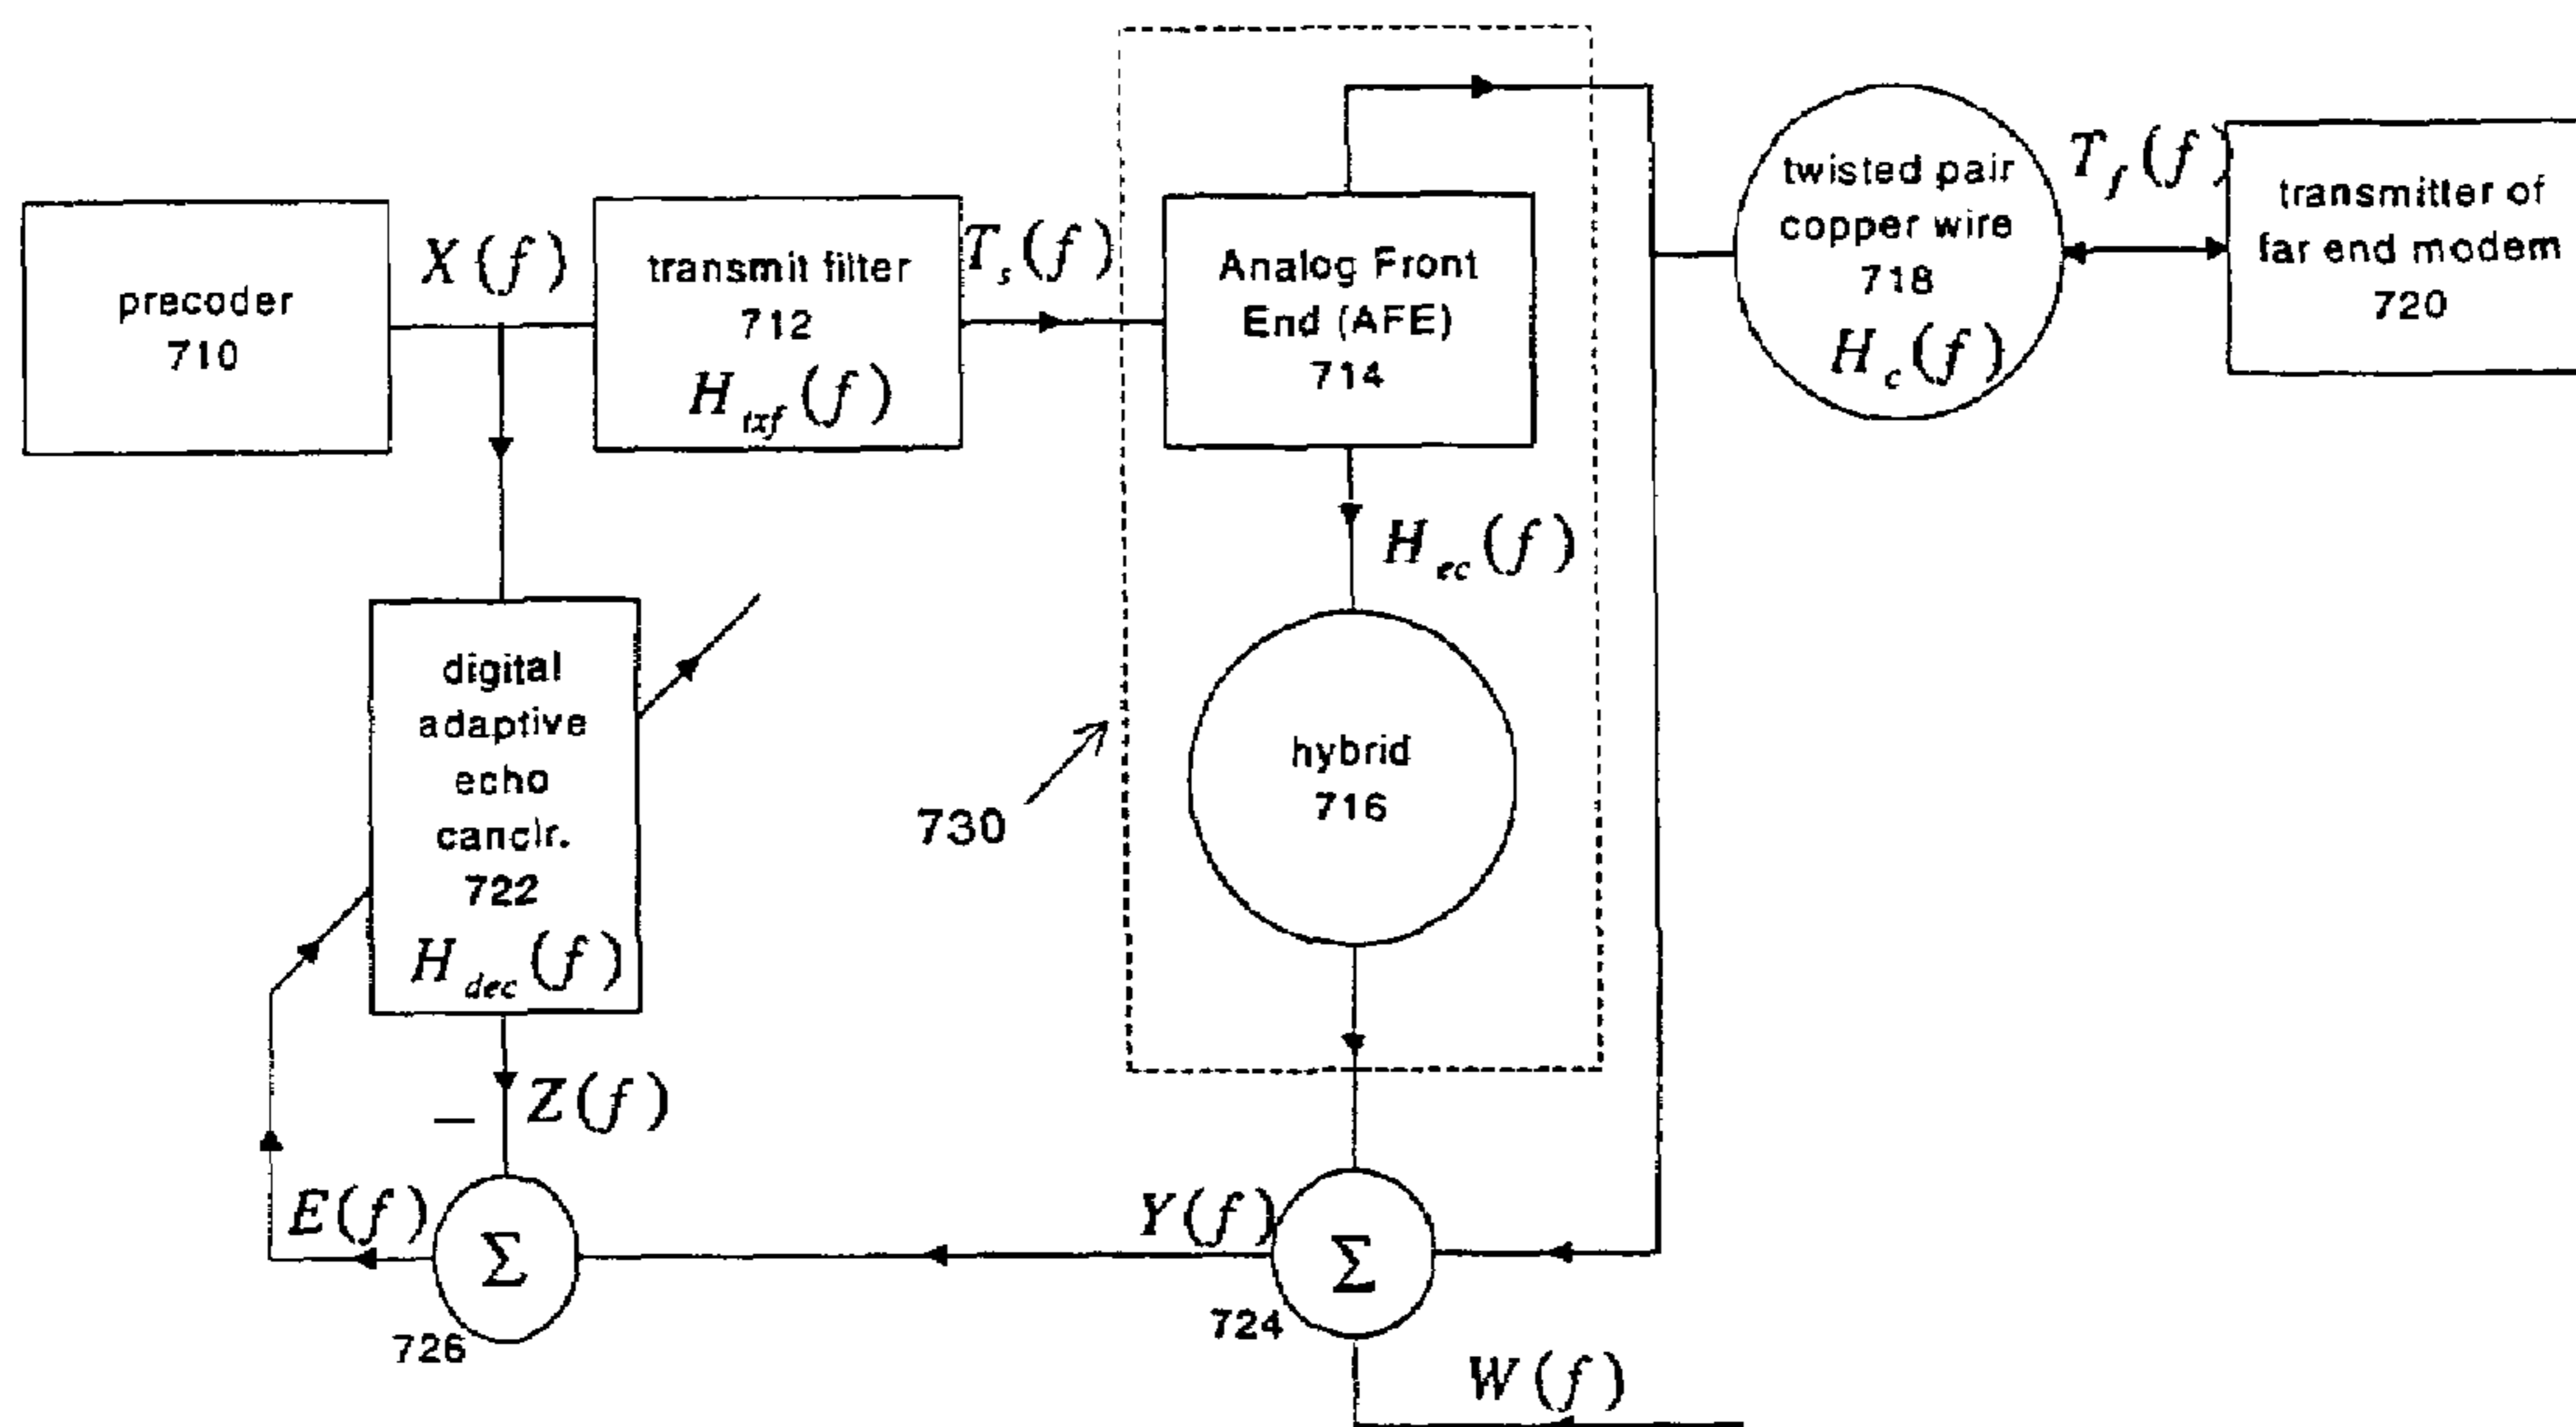 precoder
710
X(f)
transmit filter
712
H_txf(f)
T_s(f)
Analog Front
End (AFE)
714
H_ec(f)
hybrid
716
twisted pair
copper wire
718
H_c(f)
T_f(f)
transmitter of
far end modem
720
digital
adaptive
echo
canclr.
722
H_dec(f)
730
– Z(f)
E(f)
Σ
726
Y(f)
Σ
724
W(f)